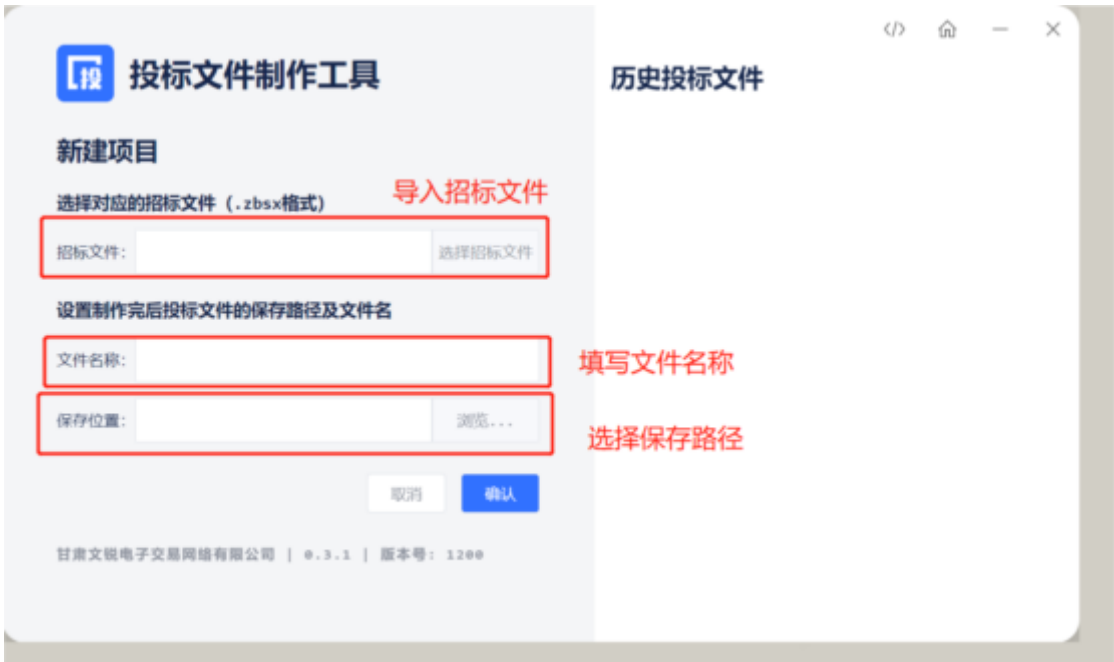 投
投标文件制作工具
历史投标文件
新建项目
选择对应的招标文件（.zbsx格式）
导入招标文件
招标文件：
选择招标文件
设置制作完后投标文件的保存路径及文件名
文件名称：
填写文件名称
保存位置：
浏览...
选择保存路径
取消
确认
甘肃文锐电子交易网络有限公司 | 0.3.1 | 版本号: 1200